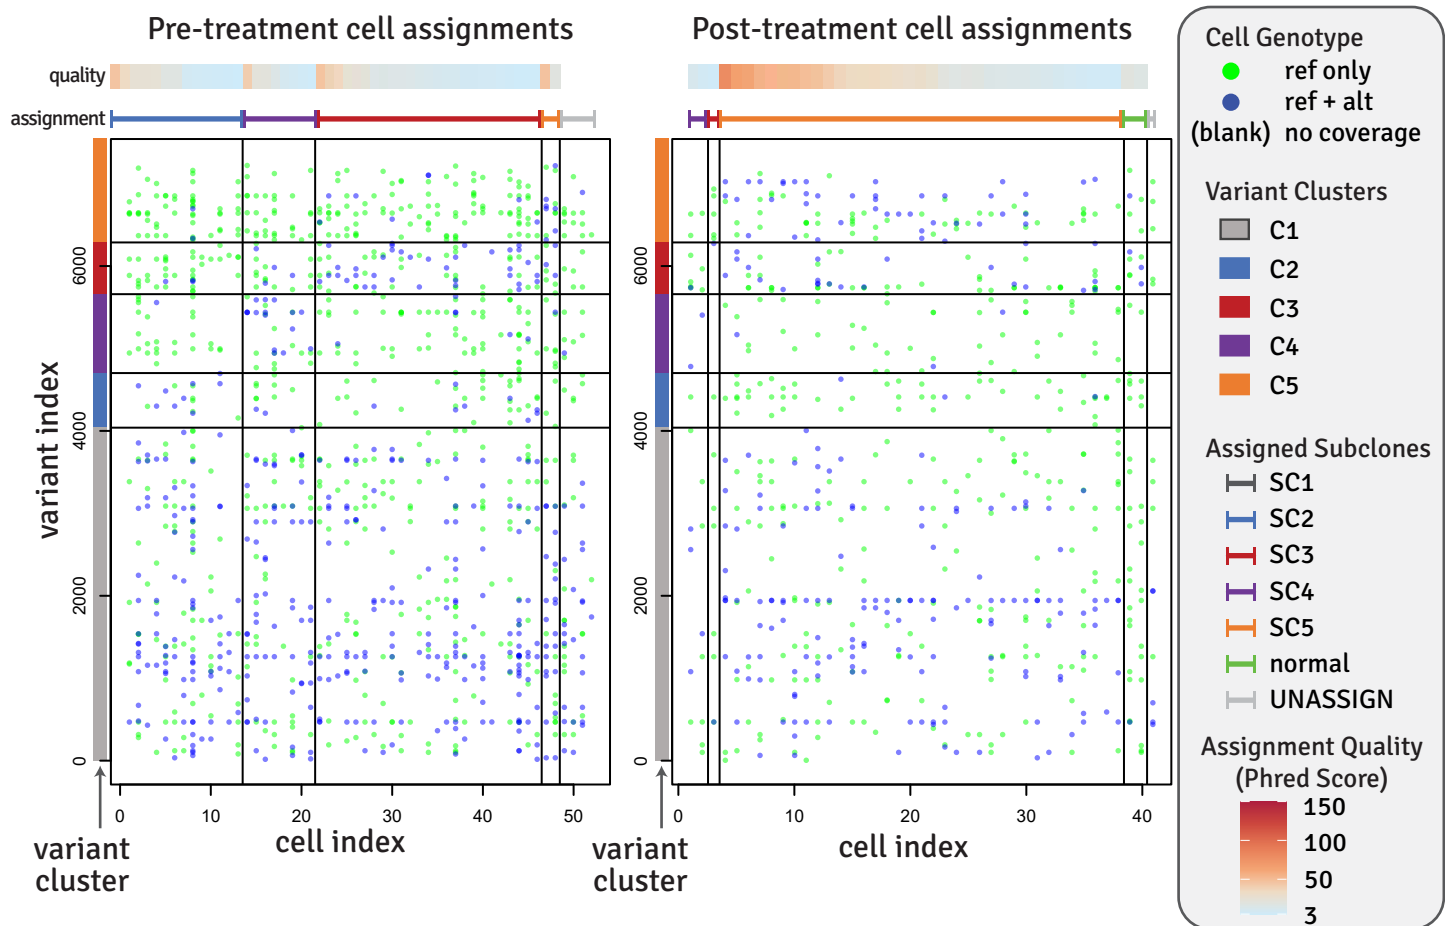 Pre-treatment cell assignments
Post-treatment cell assignments
quality
assignment
variant index
0
2000
4000
6000
0
10
20
30
40
50
cell index
variant
cluster
0
2000
4000
6000
0
10
20
30
40
cell index
variant
cluster
Cell Genotype
ref only
ref + alt
(blank) no coverage
Variant Clusters
C1
C2
C3
C4
C5
Assigned Subclones
SC1
SC2
SC3
SC4
SC5
normal
UNASSIGN
Assignment Quality
(Phred Score)
150
100
50
3